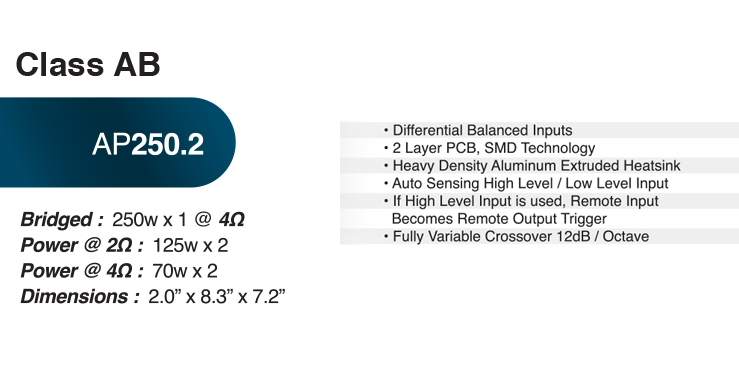 Class AB
AP250.2
Bridged : 250w x 1 @ 4Ω
Power @ 2Ω : 125w x 2
Power @ 4Ω : 70w x 2
Dimensions : 2.0” x 8.3” x 7.2”
• Differential Balanced Inputs
• 2 Layer PCB, SMD Technology
• Heavy Density Aluminum Extruded Heatsink
• Auto Sensing High Level / Low Level Input
• If High Level Input is used, Remote Input
Becomes Remote Output Trigger
• Fully Variable Crossover 12dB / Octave